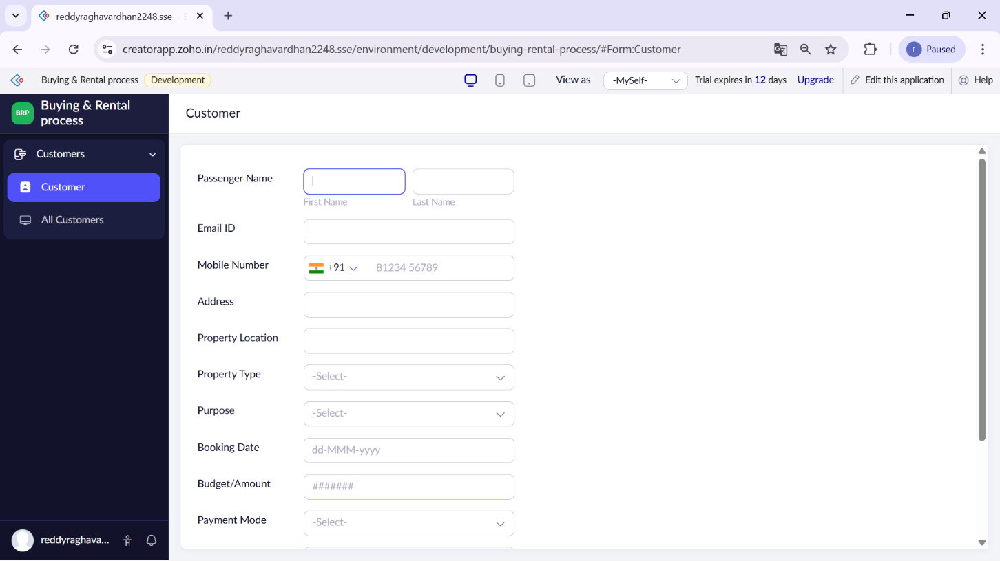 reddyraghavardhan2248.sse -
creatorapp.zoho.in/reddyraghavardhan2248.sse/environment/development/buying-rental-process/#Form:Customer
r Paused
Buying & Rental process Development View as -MySelf- Trial expires in 12 days Upgrade Edit this application Help
BRP Buying & Rental
process
Customer
Customers
Customer
All Customers
Passenger Name
First Name Last Name
Email ID
Mobile Number +91 81234 56789
Address
Property Location
Property Type -Select-
Purpose -Select-
Booking Date dd-MMM-yyyy
Budget/Amount #######
Payment Mode -Select-
reddyraghava...